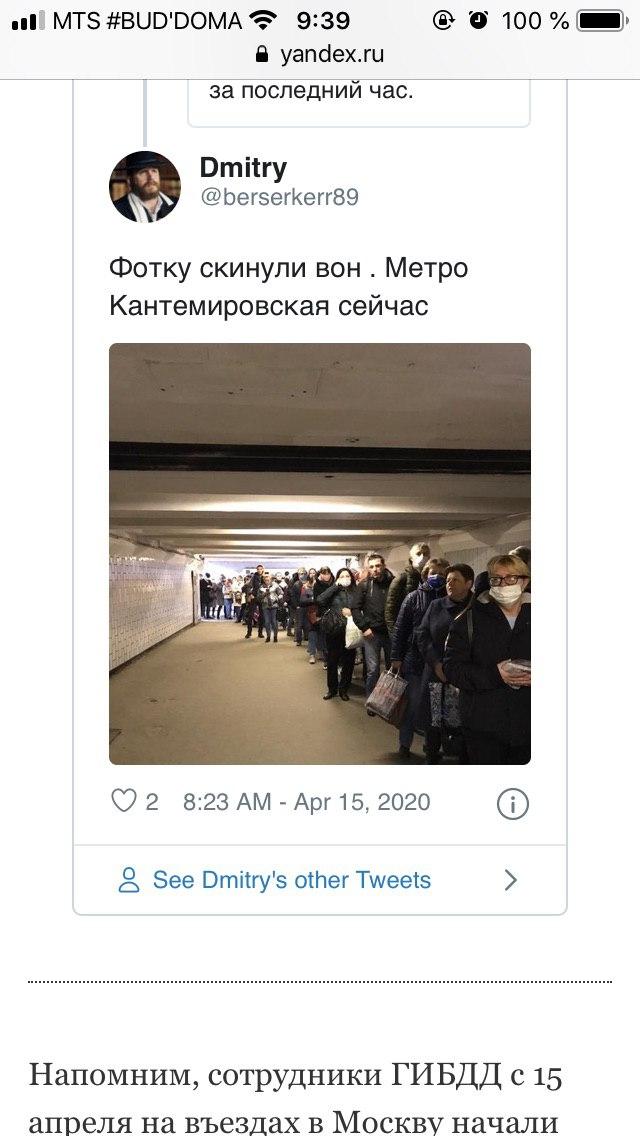 MTS #BUD'DOMA 9:39 100 %
yandex.ru
за последний час.
Dmitry
@berserkerr89
Фотку скинули вон . Метро
Кантемировская сейчас
2 8:23 AM - Apr 15, 2020
See Dmitry's other Tweets
Напомним, сотрудники ГИБДД с 15
апреля на въездах в Москву начали